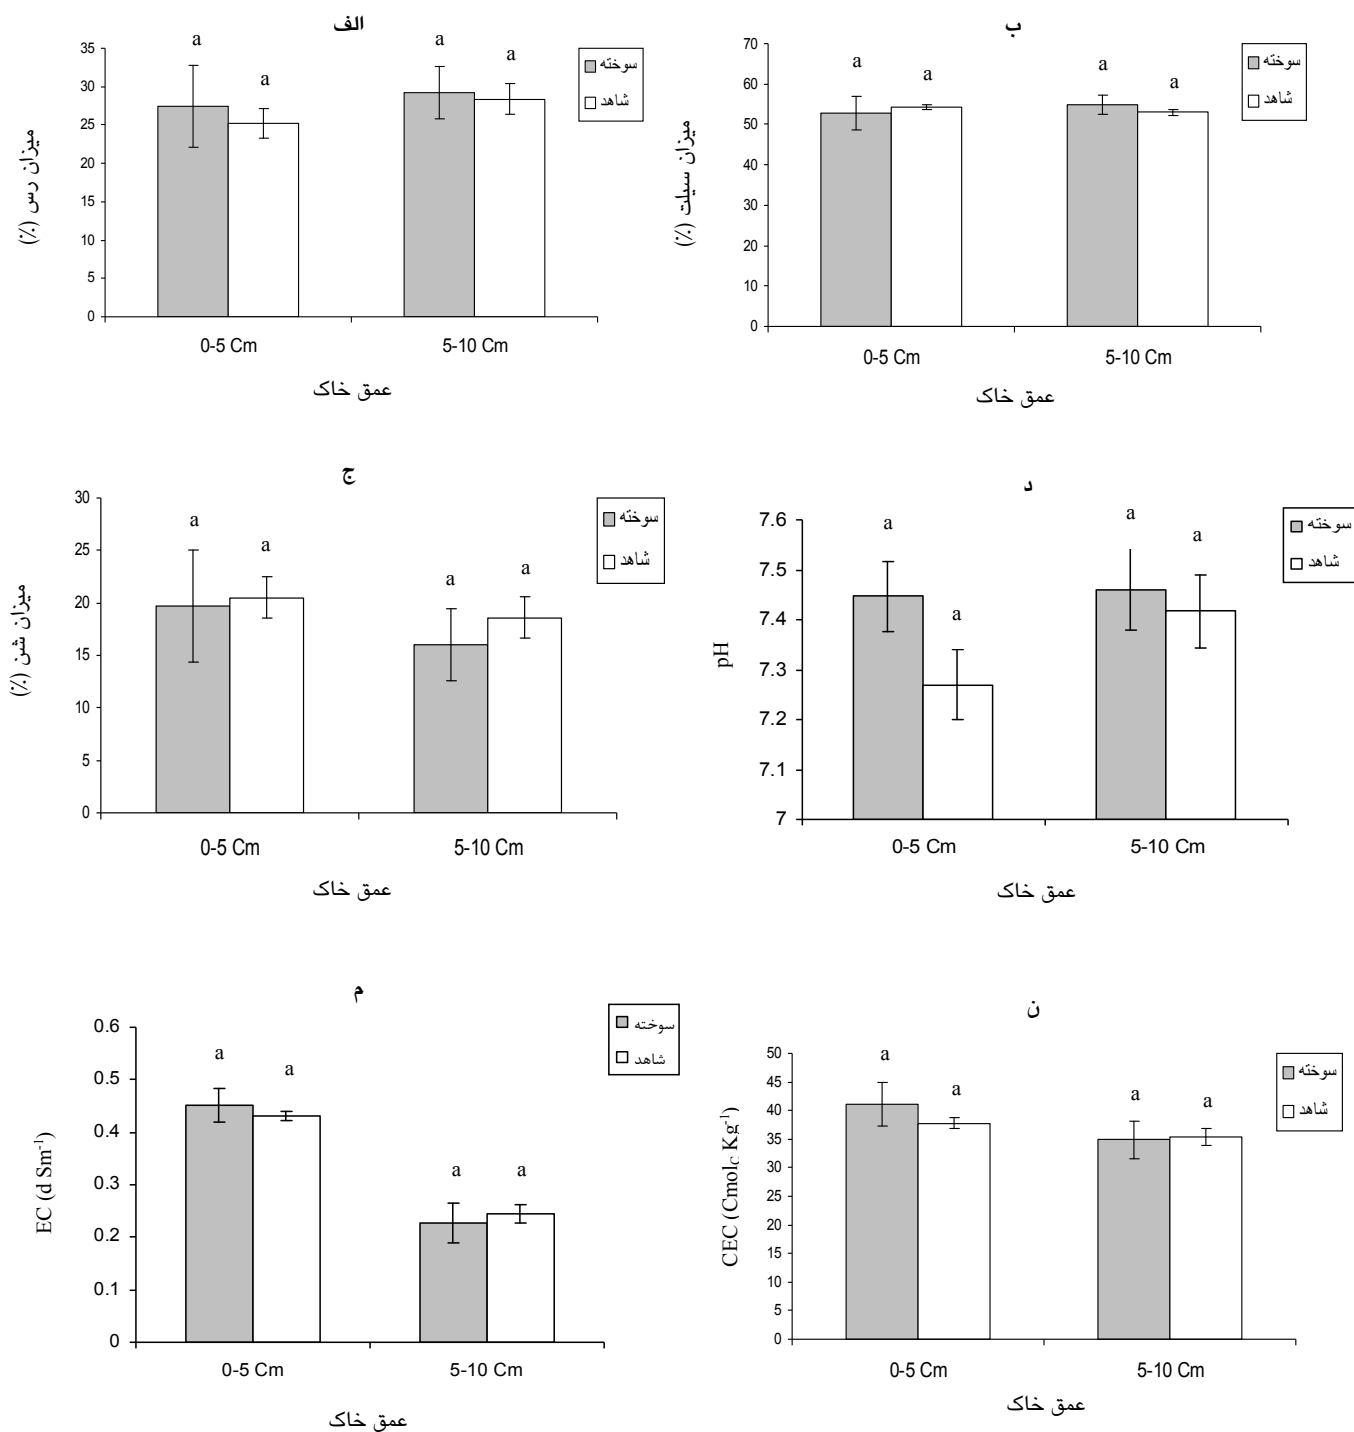 الف
35
30
25
20
15
10
5
0
میزان رس (٪)
a
a
a
a
سوخته
شاهد
0-5 Cm
5-10 Cm
عمق خاک
ب
70
60
50
40
30
20
10
0
میزان سیلت (٪)
a
a
a
a
سوخته
شاهد
0-5 Cm
5-10 Cm
عمق خاک
ج
30
25
20
15
10
5
0
میزان شن (٪)
a
a
a
a
سوخته
شاهد
0-5 Cm
5-10 Cm
عمق خاک
د
7.6
7.5
7.4
7.3
7.2
7.1
7
pH
a
a
a
a
سوخته
شاهد
0-5 Cm
5-10 Cm
عمق خاک
م
0.6
0.5
0.4
0.3
0.2
0.1
0
EC (d Sm⁻¹)
a
a
a
a
سوخته
شاهد
0-5 Cm
5-10 Cm
عمق خاک
ن
50
45
40
35
30
25
20
15
10
5
0
CEC (Cmol_C Kg⁻¹)
a
a
a
a
سوخته
شاهد
0-5 Cm
5-10 Cm
عمق خاک